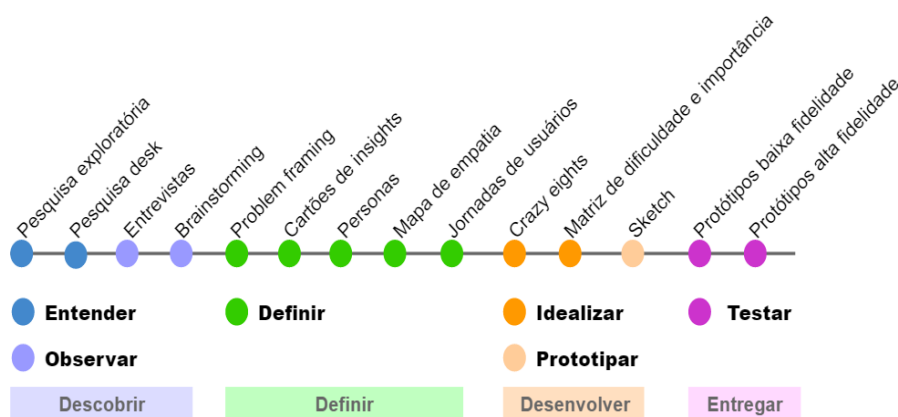 Pesquisa exploratória
Pesquisa desk
Entrevistas
Brainstorming
Problem framing
Cartões de insights
Personas
Mapa de empatia
Jornadas de usuários
Crazy eights
Matriz de dificuldade e importância
Sketch
Protótipos baixa fidelidade
Protótipos alta fidelidade
Entender
Definir
Idealizar
Testar
Observar
Prototipar
Descobrir
Definir
Desenvolver
Entregar